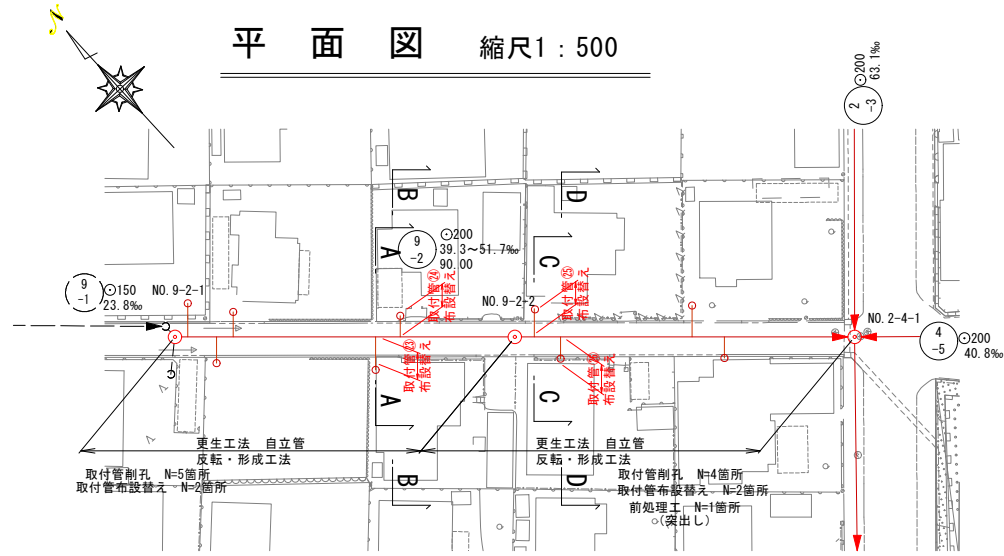 N
平面図 縮尺1:500
⊙200
63.1‰
2
-3
B
D
A
C
9
-2
⊙200
39.3～51.7‰
90.00
9
-1
⊙150
23.8‰
NO.9-2-1
取付管㉔
布設替え
NO.9-2-2
取付管㉕
布設替え
NO.2-4-1
4
-5
⊙200
40.8‰
取付管㉓
布設替え
取付管
布設替え
A
C
更生工法 自立管
反転・形成工法
取付管削孔 N=5箇所
取付管布設替え N=2箇所
B
D
更生工法 自立管
反転・形成工法
取付管削孔 N=4箇所
取付管布設替え N=2箇所
前処理工 N=1箇所
(突出し)